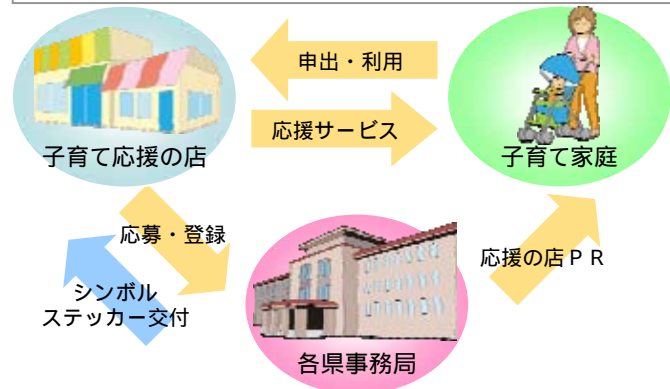 申出・利用
応援サービス
子育て応援の店
子育て家庭
応募・登録
応援の店ＰＲ
シンボル
ステッカー交付
各県事務局